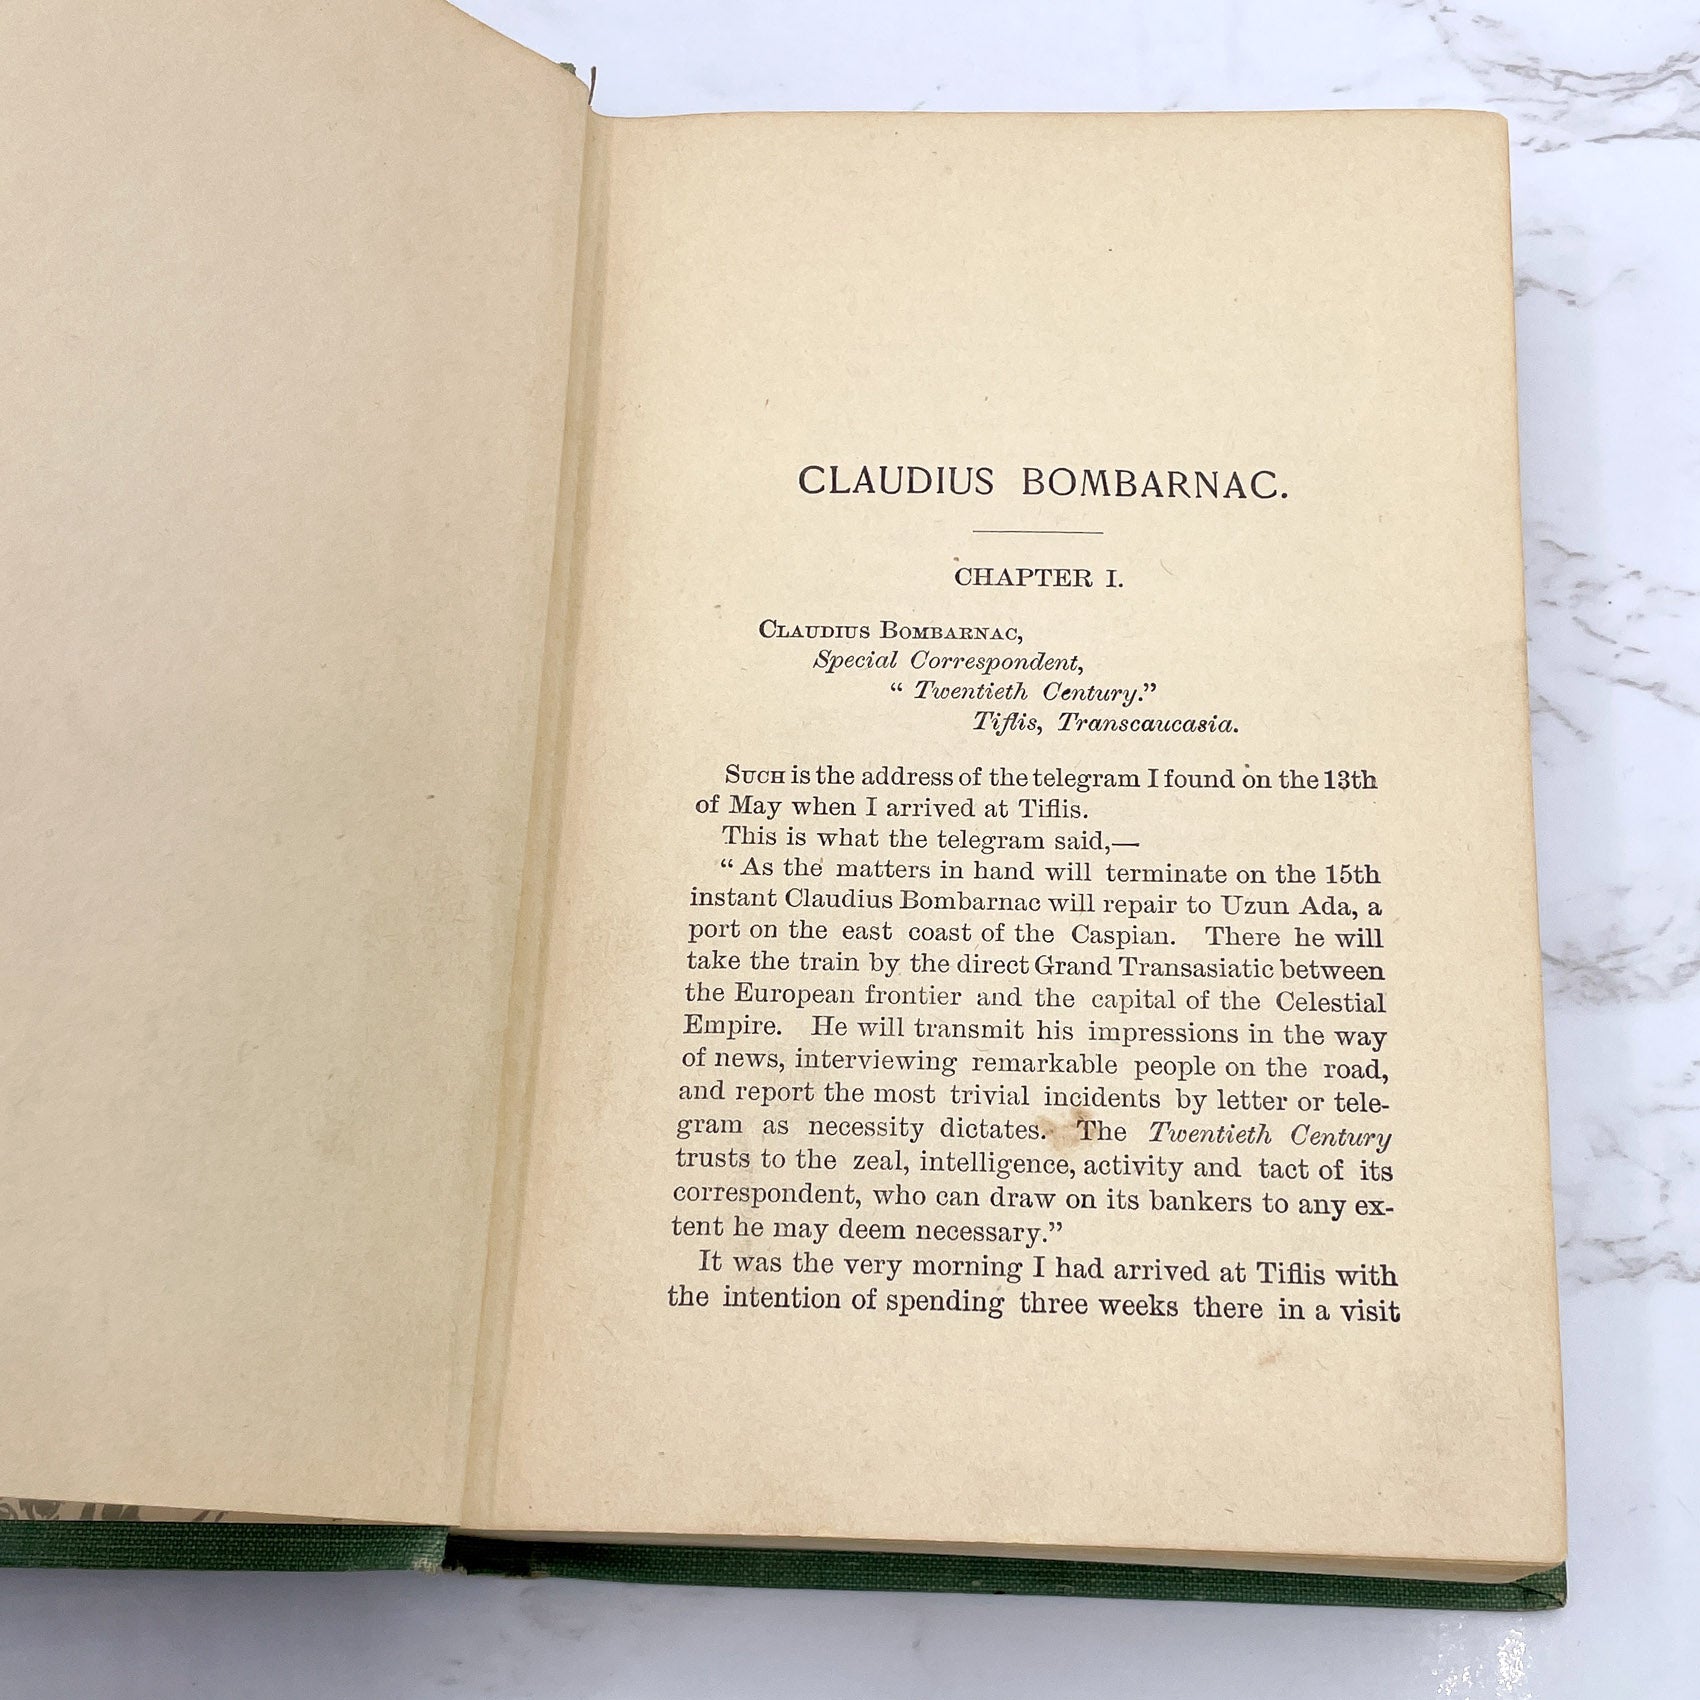 CLAUDIUS BOMBARNAC.
CHAPTER I.
CLAUDIUS BOMBARNAC,
Special Correspondent,
“ Twentieth Century.”
Tiflis, Transcaucasia.
SUCH is the address of the telegram I found on the 13th
of May when I arrived at Tiflis.
This is what the telegram said,—
“ As the matters in hand will terminate on the 15th
instant Claudius Bombarnac will repair to Uzun Ada, a
port on the east coast of the Caspian. There he will
take the train by the direct Grand Transasiatic between
the European frontier and the capital of the Celestial
Empire. He will transmit his impressions in the way
of news, interviewing remarkable people on the road,
and report the most trivial incidents by letter or tele-
gram as necessity dictates. The Twentieth Century
trusts to the zeal, intelligence, activity and tact of its
correspondent, who can draw on its bankers to any ex-
tent he may deem necessary.”
It was the very morning I had arrived at Tiflis with
the intention of spending three weeks there in a visit